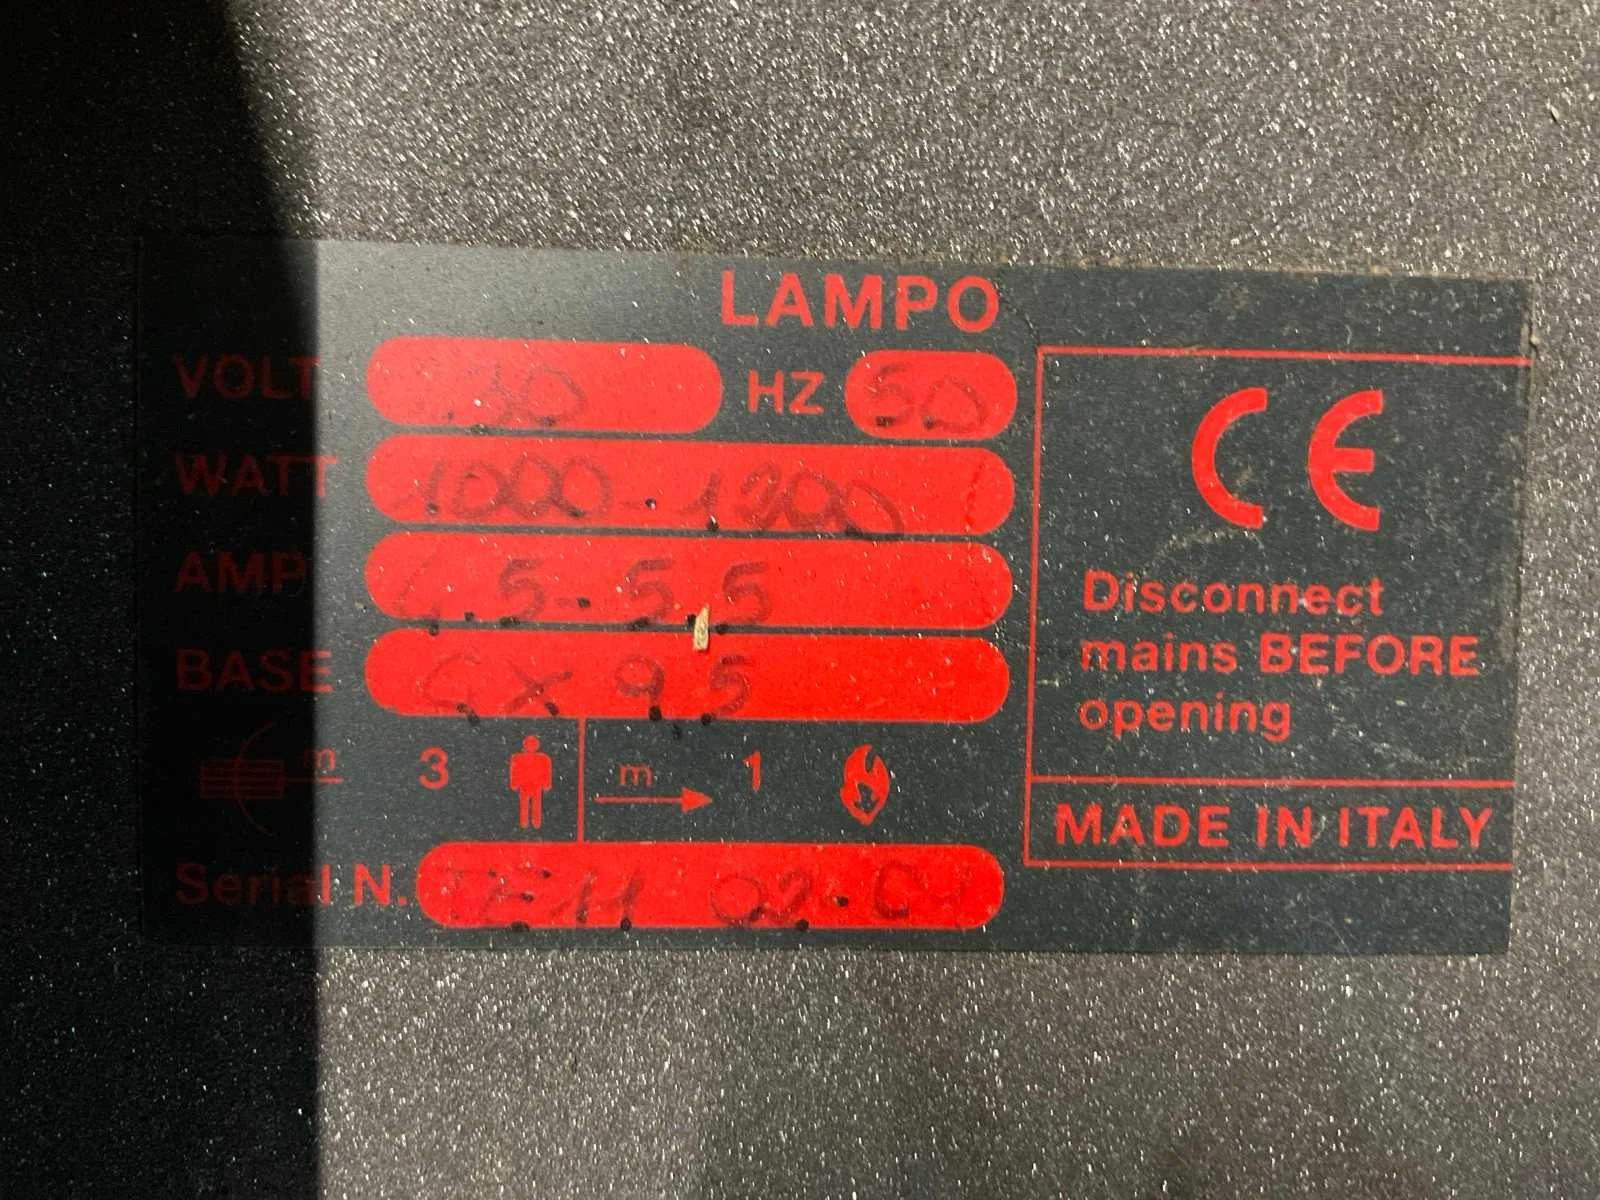 LAMPO
VOLT 230 HZ 50
WATT 1000-1200
AMP 4,5-5,5
BASE GX 9,5
m 3 m 1
Serial N. 02-
CE
Disconnect
mains BEFORE
opening
MADE IN ITALY